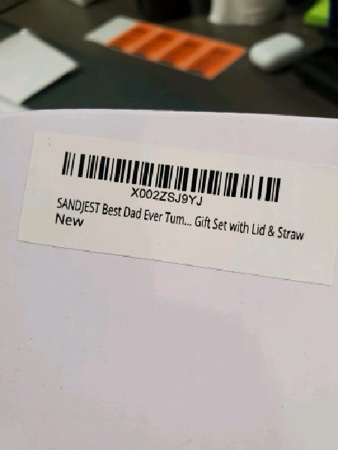 X002ZSJ9YJ
SANDJEST Best Dad Ever Tum... Gift Set with Lid & Straw
New